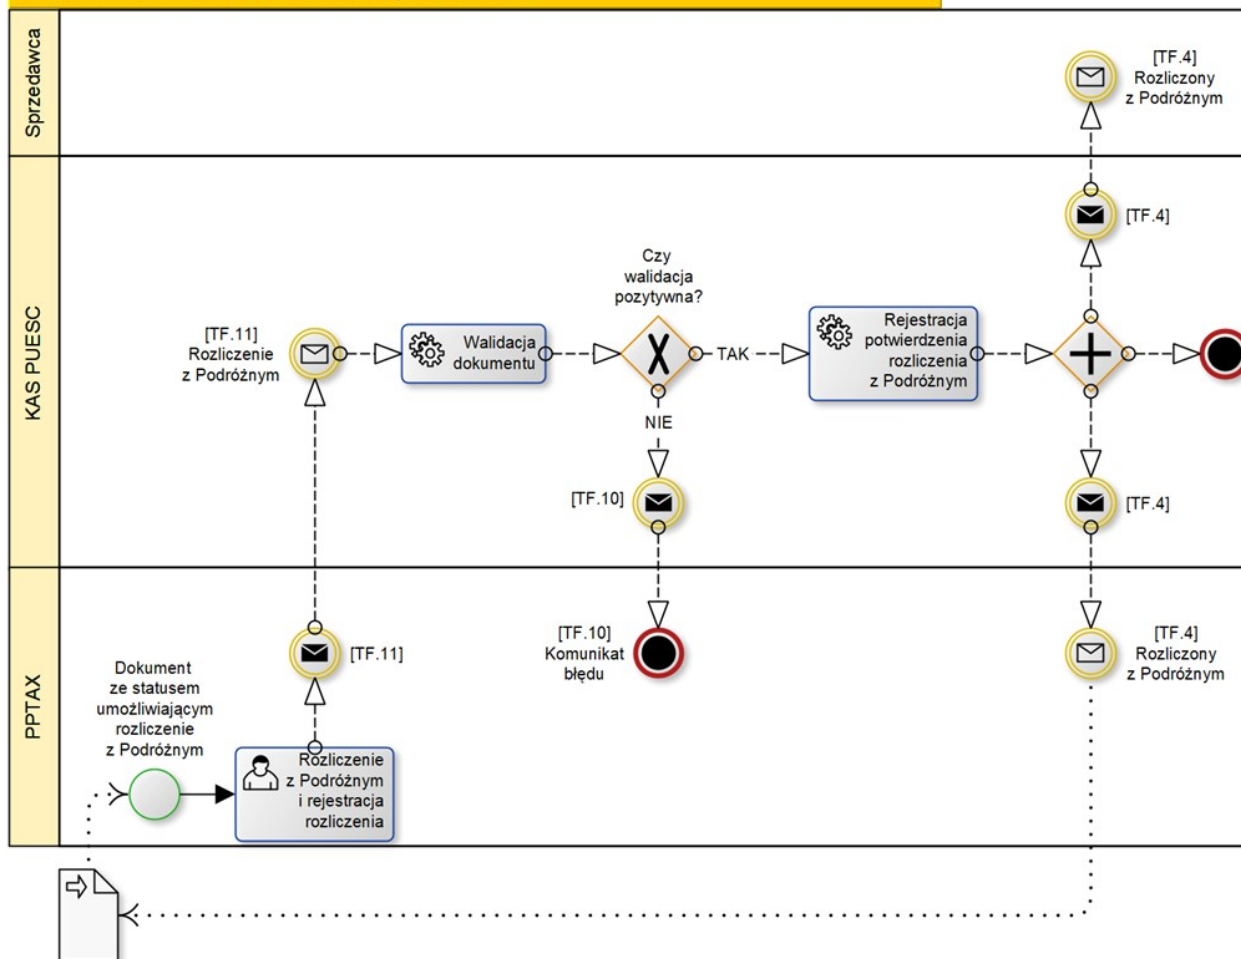 Sprzedawca
[TF.4]
Rozliczony
z Podróżnym
KAS PUESC
[TF.4]
Czy
walidacja
pozytywna?
[TF.11]
Rozliczenie
z Podróżnym
Walidacja
dokumentu
TAK
Rejestracja
potwierdzenia
rozliczenia
z Podróżnym
NIE
[TF.10]
[TF.4]
PPTAX
[TF.11]
[TF.10]
Komunikat
błędu
[TF.4]
Rozliczony
z Podróżnym
Dokument
ze statusem
umożliwiającym
rozliczenie
z Podróżnym
Rozliczenie
z Podróżnym
i rejestracja
rozliczenia